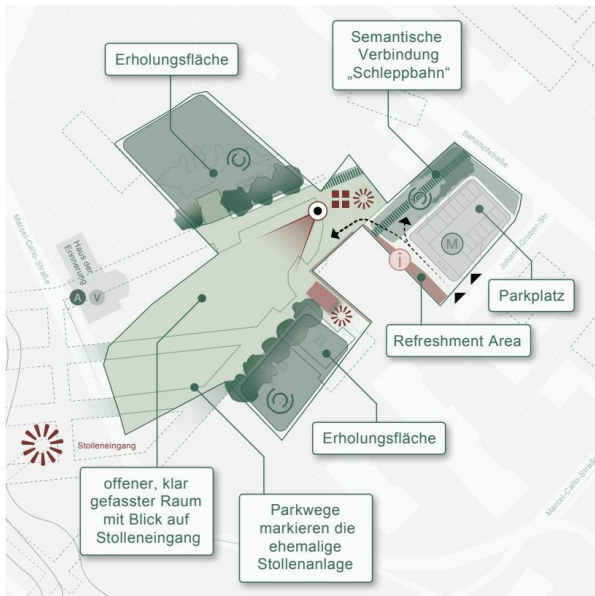 Semantische
Verbindung
„Schleppbahn“
Erholungsfläche
Bahnhofstraße
Marcel-Callo-Straße
Haus der
Erinnerung
A V
Johann-Gruber-Str.
M
i
Parkplatz
Refreshment Area
Stolleneingang
Erholungsfläche
offener, klar
gefasster Raum
mit Blick auf
Stolleneingang
Parkwege
markieren die
ehemalige
Stollenanlage
Marcel-Callo-Straße